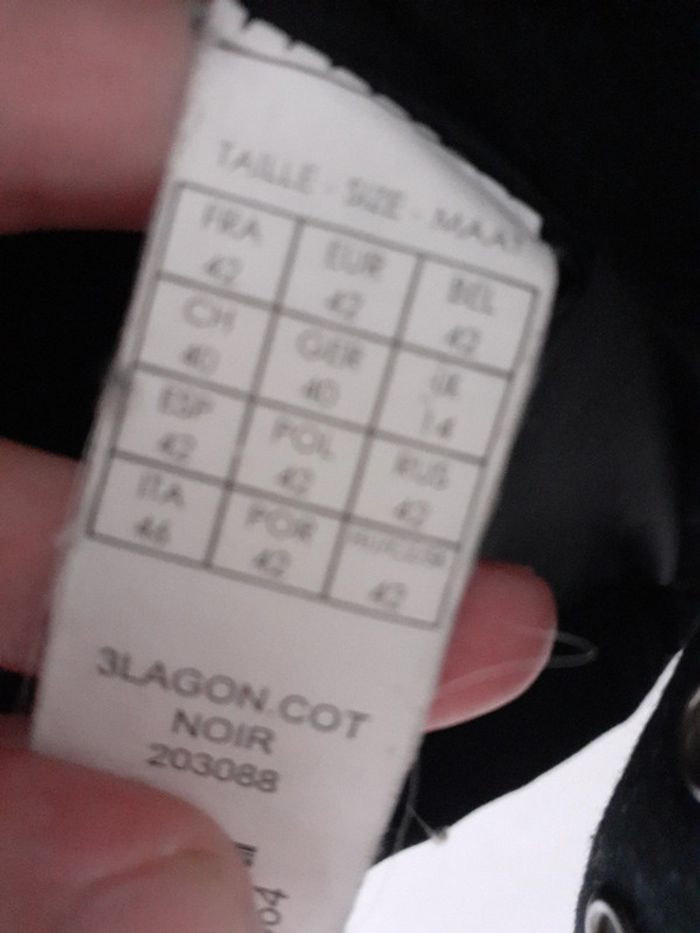 TAILLE - SIZE - MAAT
FRA EUR BEL
42 42 42
CH GER UK
40 40 14
ESP POL RUS
42 42 42
ITA POR
46 42 42
3LAGON.COT
NOIR
203088